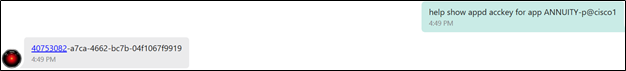 help show appd acckey for app ANNUITY-p@cisco1
4:49 PM
40753082-a7ca-4662-bc7b-04f1067f9919
4:49 PM